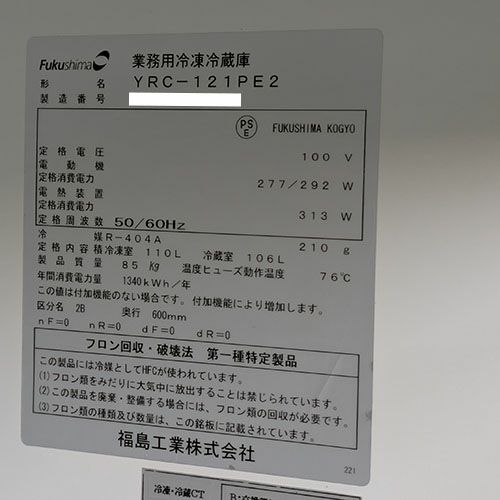 Fukushima 業務用冷凍冷蔵庫
形名 YRC-121PE2
製造番号
PS E FUKUSHIMA KOGYO
定格電圧 100 V
電動機
定格消費電力 277/292 W
電熱装置
定格消費電力 313 W
定格周波数 50/60Hz
冷媒 R-404A 210 g
定格内容積 冷凍室 110L 冷蔵室 106L
製品質量 85 kg 温度ヒューズ動作温度 76℃
年間消費電力量 1340kWh/年
この値は付加機能のない場合です。付加機能により増加します。
区分名 2B 奥行 600mm
nF=0 nR=0 dF=0 dR=0
フロン回収・破壊法 第一種特定製品
この製品には冷媒としてHFCが使われています。
(1)フロン類をみだりに大気中に放出することは禁じられています。
(2)この製品を廃棄・整備する場合には、フロン類の回収が必要です。
(3)フロン類の種類及び数量は、この銘板に記載されています。
福島工業株式会社
221
冷凍・冷蔵CT